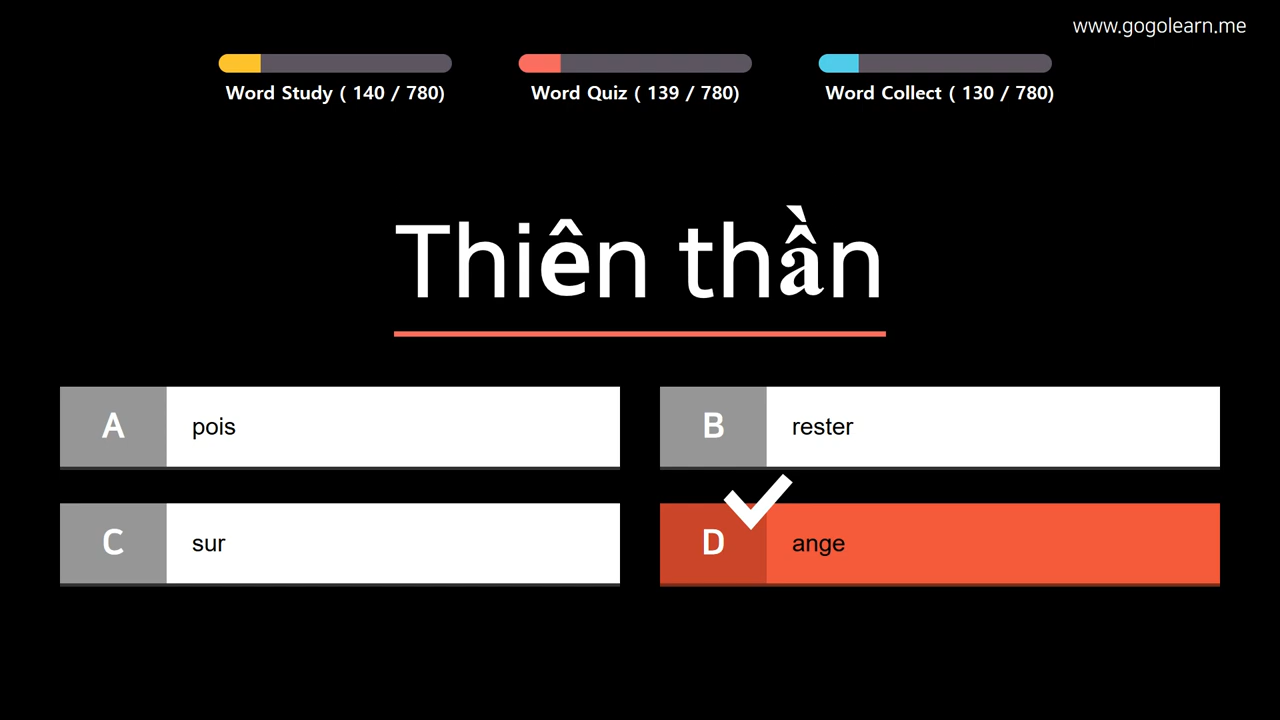 www.gogolearn.me
Word Study ( 140 / 780)
Word Quiz ( 139 / 780)
Word Collect ( 130 / 780)
Thiên thần
A pois
B rester
C sur
D ange